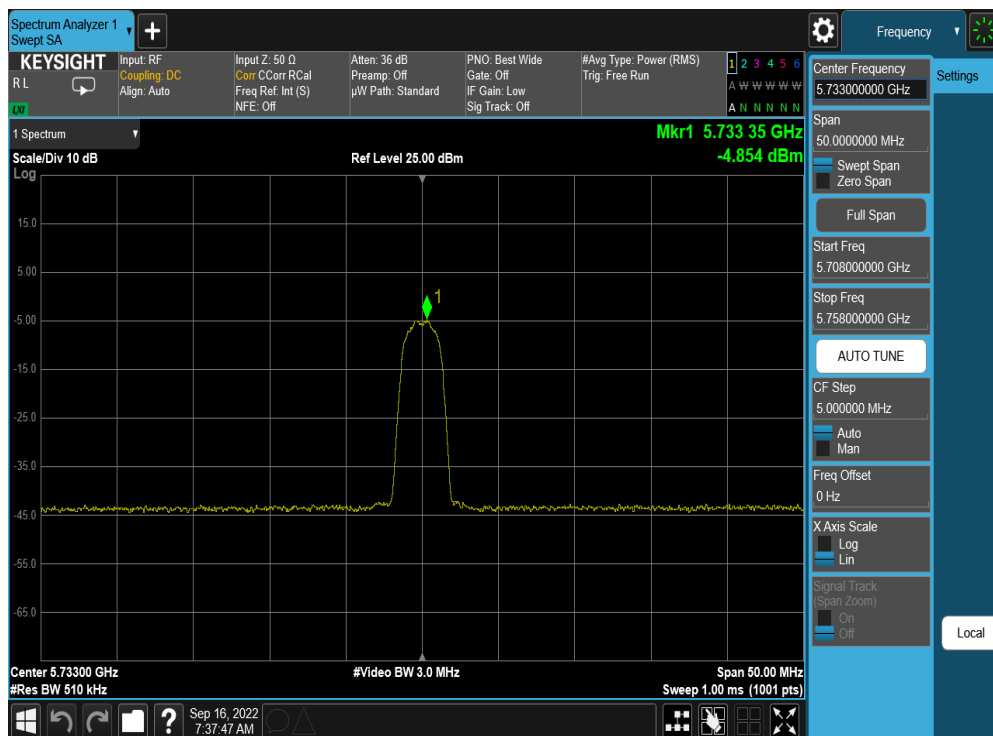 Spectrum Analyzer 1
Swept SA
+
Frequency
KEYSIGHT
R L
LXI
Input: RF
Coupling: DC
Align: Auto
Input Z: 50 Ω
Corr CCorr RCal
Freq Ref: Int (S)
NFE: Off
Atten: 36 dB
Preamp: Off
µW Path: Standard
PNO: Best Wide
Gate: Off
IF Gain: Low
Sig Track: Off
#Avg Type: Power (RMS)
Trig: Free Run
1 2 3 4 5 6
A W W W W W
A N N N N N
1 Spectrum
Scale/Div 10 dB
Log
Ref Level 25.00 dBm
Mkr1 5.733 35 GHz
-4.854 dBm
15.0
5.00
-5.00
-15.0
-25.0
-35.0
-45.0
-55.0
-65.0
1
Center 5.73300 GHz
#Res BW 510 kHz
#Video BW 3.0 MHz
Span 50.00 MHz
Sweep 1.00 ms (1001 pts)
Center Frequency
5.733000000 GHz
Span
50.0000000 MHz
Swept Span
Zero Span
Full Span
Start Freq
5.708000000 GHz
Stop Freq
5.758000000 GHz
AUTO TUNE
CF Step
5.000000 MHz
Auto
Man
Freq Offset
0 Hz
X Axis Scale
Log
Lin
Signal Track
(Span Zoom)
On
Off
Settings
Local
?
Sep 16, 2022
7:37:47 AM